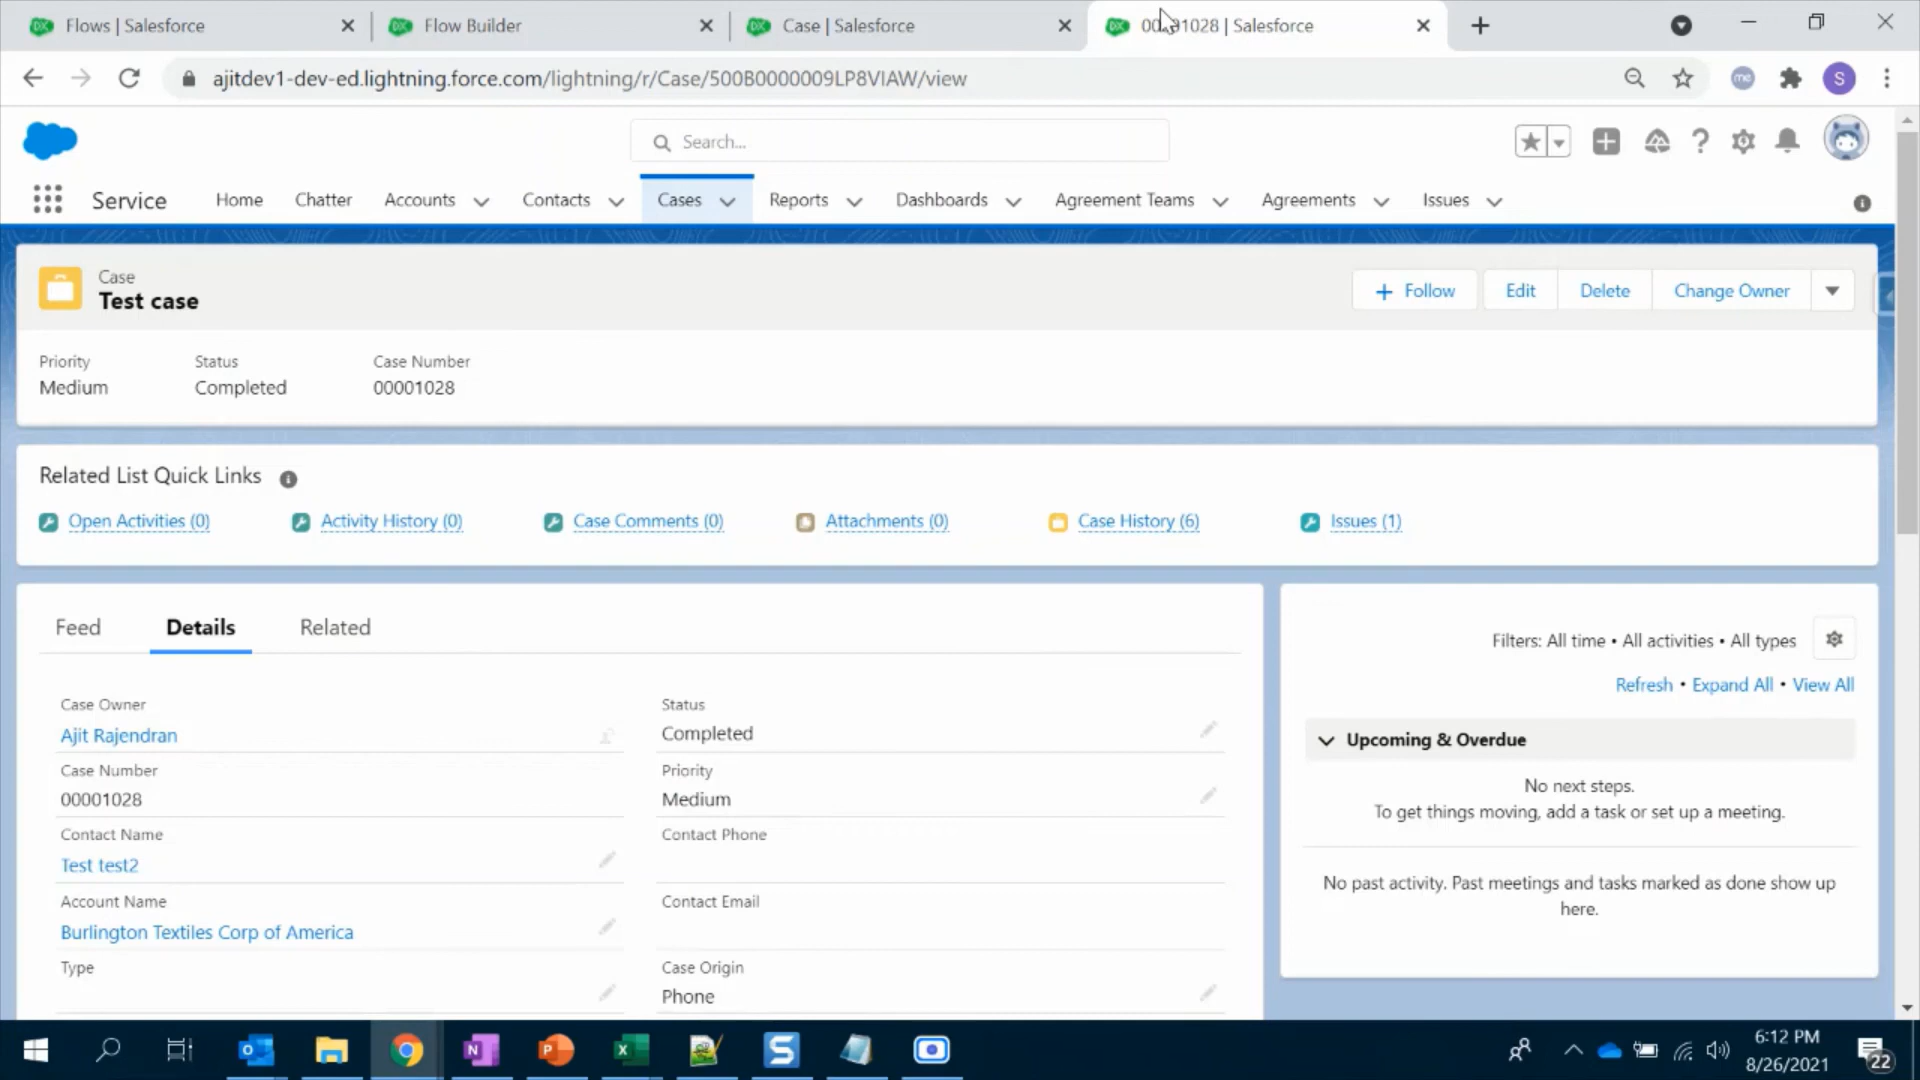 Flows | Salesforce
Flow Builder
Case | Salesforce
1028 | Salesforce
ajitdev1-dev-ed.lightning.force.com/lightning/r/Case/500B0000009LP8VIAW/view
me
S
Search...
Service
Home
Chatter
Accounts
Contacts
Cases
Reports
Dashboards
Agreement Teams
Agreements
Issues
Case
Test case
Follow
Edit
Delete
Change Owner
Priority
Status
Case Number
Medium
Completed
00001028
Related List Quick Links
Open Activities (0)
Activity History (0)
Case Comments (0)
Attachments (0)
Case History (6)
Issues (1)
Feed
Details
Related
Case Owner
Ajit Rajendran
Case Number
00001028
Contact Name
Test test2
Account Name
Burlington Textiles Corp of America
Type
Status
Completed
Priority
Medium
Contact Phone
Contact Email
Case Origin
Phone
Filters: All time • All activities • All types
Refresh • Expand All • View All
Upcoming & Overdue
No next steps.
To get things moving, add a task or set up a meeting.
No past activity. Past meetings and tasks marked as done show up
here.
6:12 PM
8/26/2021
22